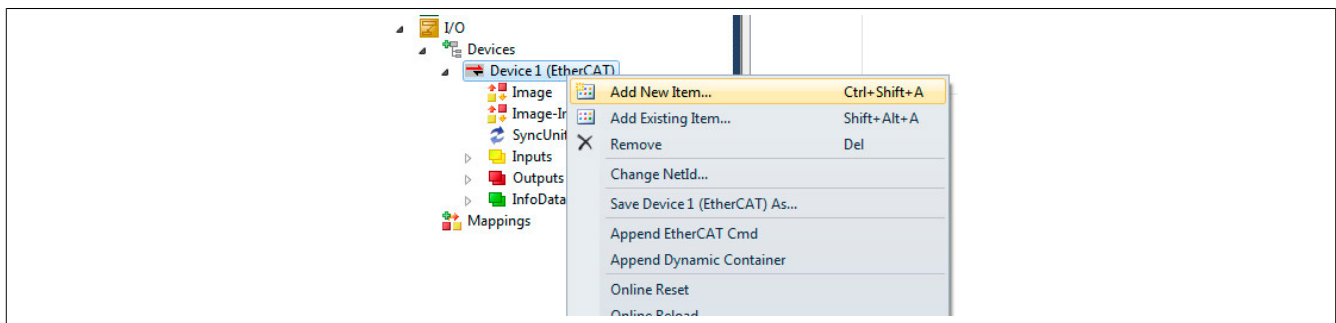 I/O
Devices
Device 1 (EtherCAT)
Image
Add New Item... Ctrl+Shift+A
Image-In
Add Existing Item... Shift+Alt+A
SyncUnit
Remove Del
Inputs
Change NetId...
Outputs
InfoData
Save Device 1 (EtherCAT) As...
Mappings
Append EtherCAT Cmd
Append Dynamic Container
Online Reset
Online Reload